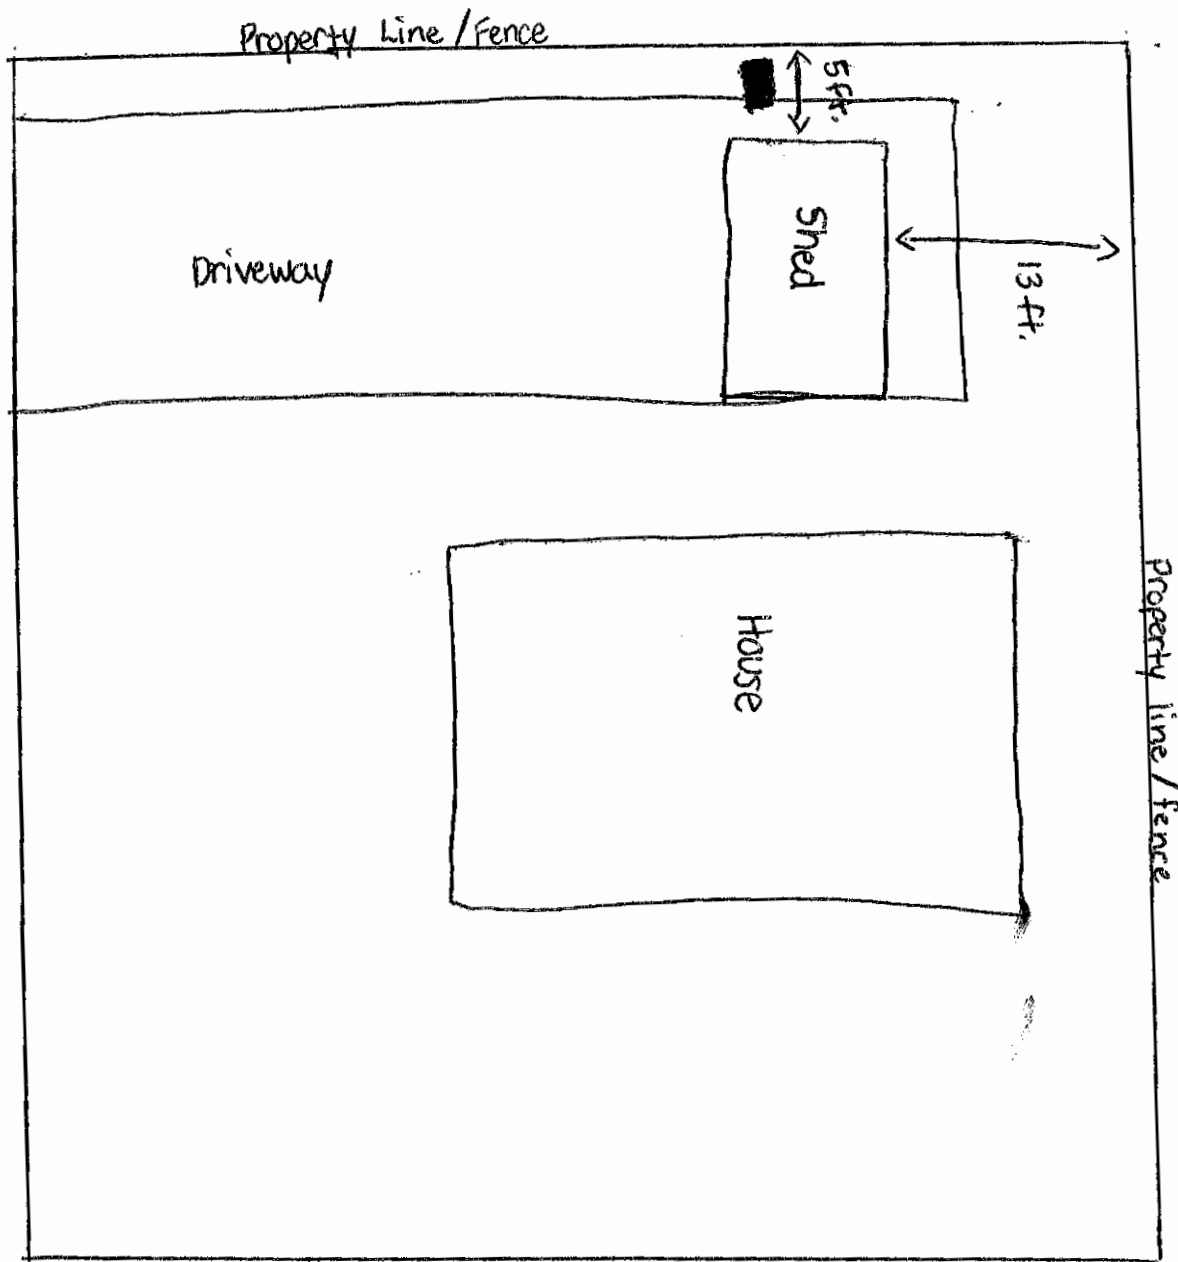 Property Line / Fence
5 ft.
Shed
13 ft.
Driveway
House
Property line / fence